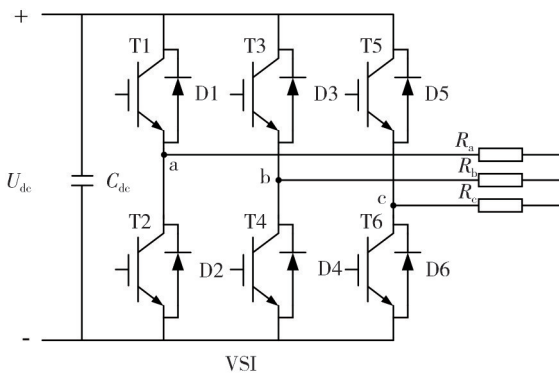 +
T1 T3 T5
D1 D3 D5
R_a
a
U_dc C_dc b R_b
c R_c
T2 T4 T6
D2 D4 D6
-
VSI